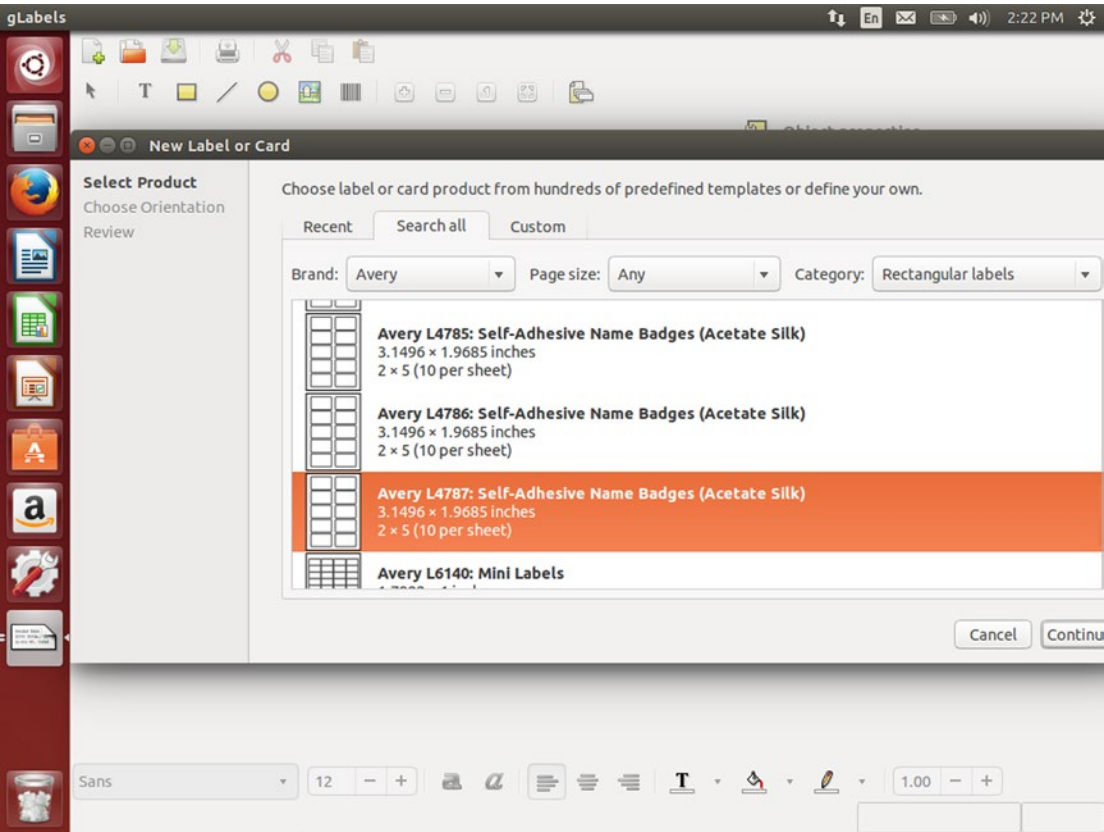 gLabels
En
2:22 PM
T
Object properties
New Label or Card
Select Product
Choose Orientation
Review
Choose label or card product from hundreds of predefined templates or define your own.
Recent Search all Custom
Brand: Avery Page size: Any Category: Rectangular labels
Avery L4785: Self-Adhesive Name Badges (Acetate Silk)
3.1496 × 1.9685 inches
2 × 5 (10 per sheet)
Avery L4786: Self-Adhesive Name Badges (Acetate Silk)
3.1496 × 1.9685 inches
2 × 5 (10 per sheet)
Avery L4787: Self-Adhesive Name Badges (Acetate Silk)
3.1496 × 1.9685 inches
2 × 5 (10 per sheet)
Avery L6140: Mini Labels
Cancel Continu
Sans 12 − + a a T 1.00 − +